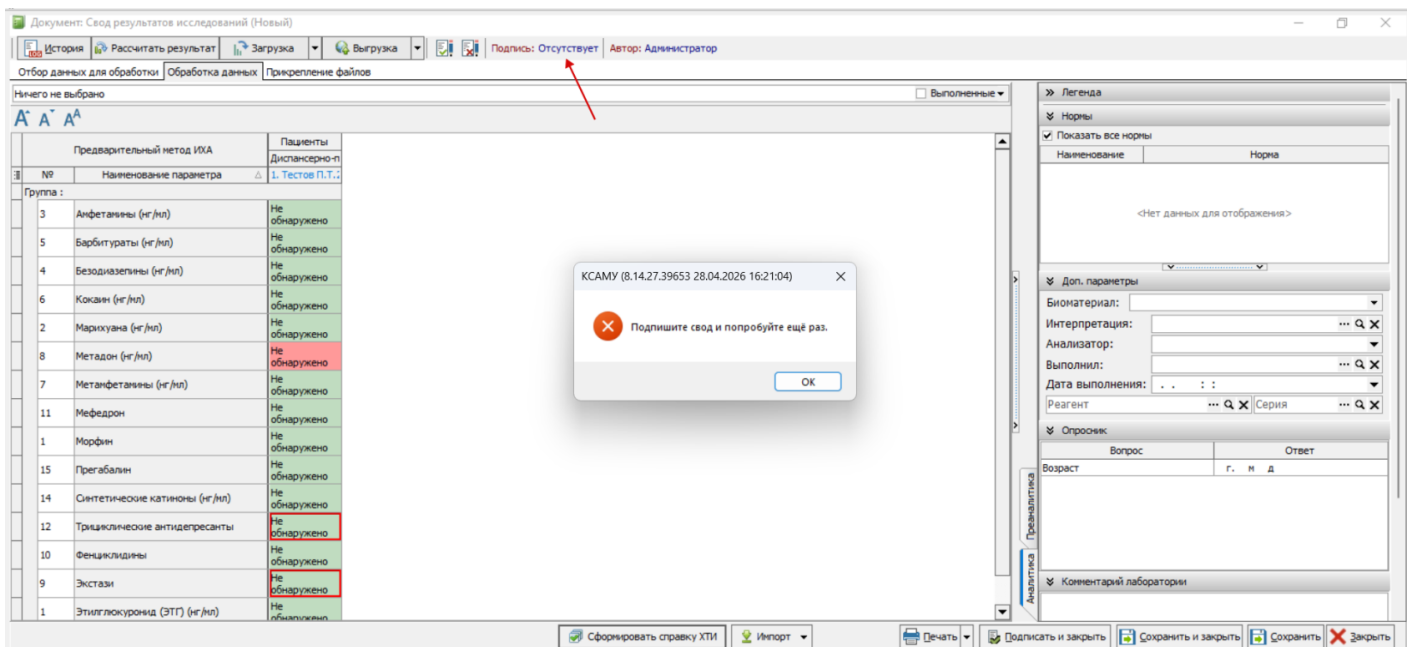 Документ: Свод результатов исследований (Новый)
История Рассчитать результат Загрузка Выгрузка Подпись: Отсутствует Автор: Администратор
Отбор данных для обработки Обработка данных Прикрепление файлов
Ничего не выбрано Выполненные
Предварительный метод ИХА
Пациенты
Диспансерно-п
№ Наименование параметра 1. Тестов П.Т.
Группа :
3 Амфетамины (нг/мл) Не обнаружено
5 Барбитураты (нг/мл) Не обнаружено
4 Безодиазепины (нг/мл) Не обнаружено
6 Кокаин (нг/мл) Не обнаружено
2 Марихуана (нг/мл) Не обнаружено
8 Метадон (нг/мл) Не обнаружено
7 Метамфетамины (нг/мл) Не обнаружено
11 Мефедрон Не обнаружено
1 Морфин Не обнаружено
15 Прегабалин Не обнаружено
14 Синтетические катиноны (нг/мл) Не обнаружено
12 Трициклические антидепресанты Не обнаружено
10 Фенциклидины Не обнаружено
9 Экстази Не обнаружено
1 Этилглюкуронид (ЭТГ) (нг/мл) Не обнаружено
КСАМУ (8.14.27.39653 28.04.2026 16:21:04)
Подпишите свод и попробуйте ещё раз.
ОК
Легенда
Нормы
Показать все нормы
Наименование Норма
<Нет данных для отображения>
Доп. параметры
Биоматериал:
Интерпретация:
Анализатор:
Выполнил:
Дата выполнения: . . : :
Реагент Серия
Опросник
Вопрос Ответ
Возраст г. м д
Преаналитика
Аналитика
Комментарий лаборатории
Сформировать справку ХТИ Импорт Печать Подписать и закрыть Сохранить и закрыть Сохранить Закрыть